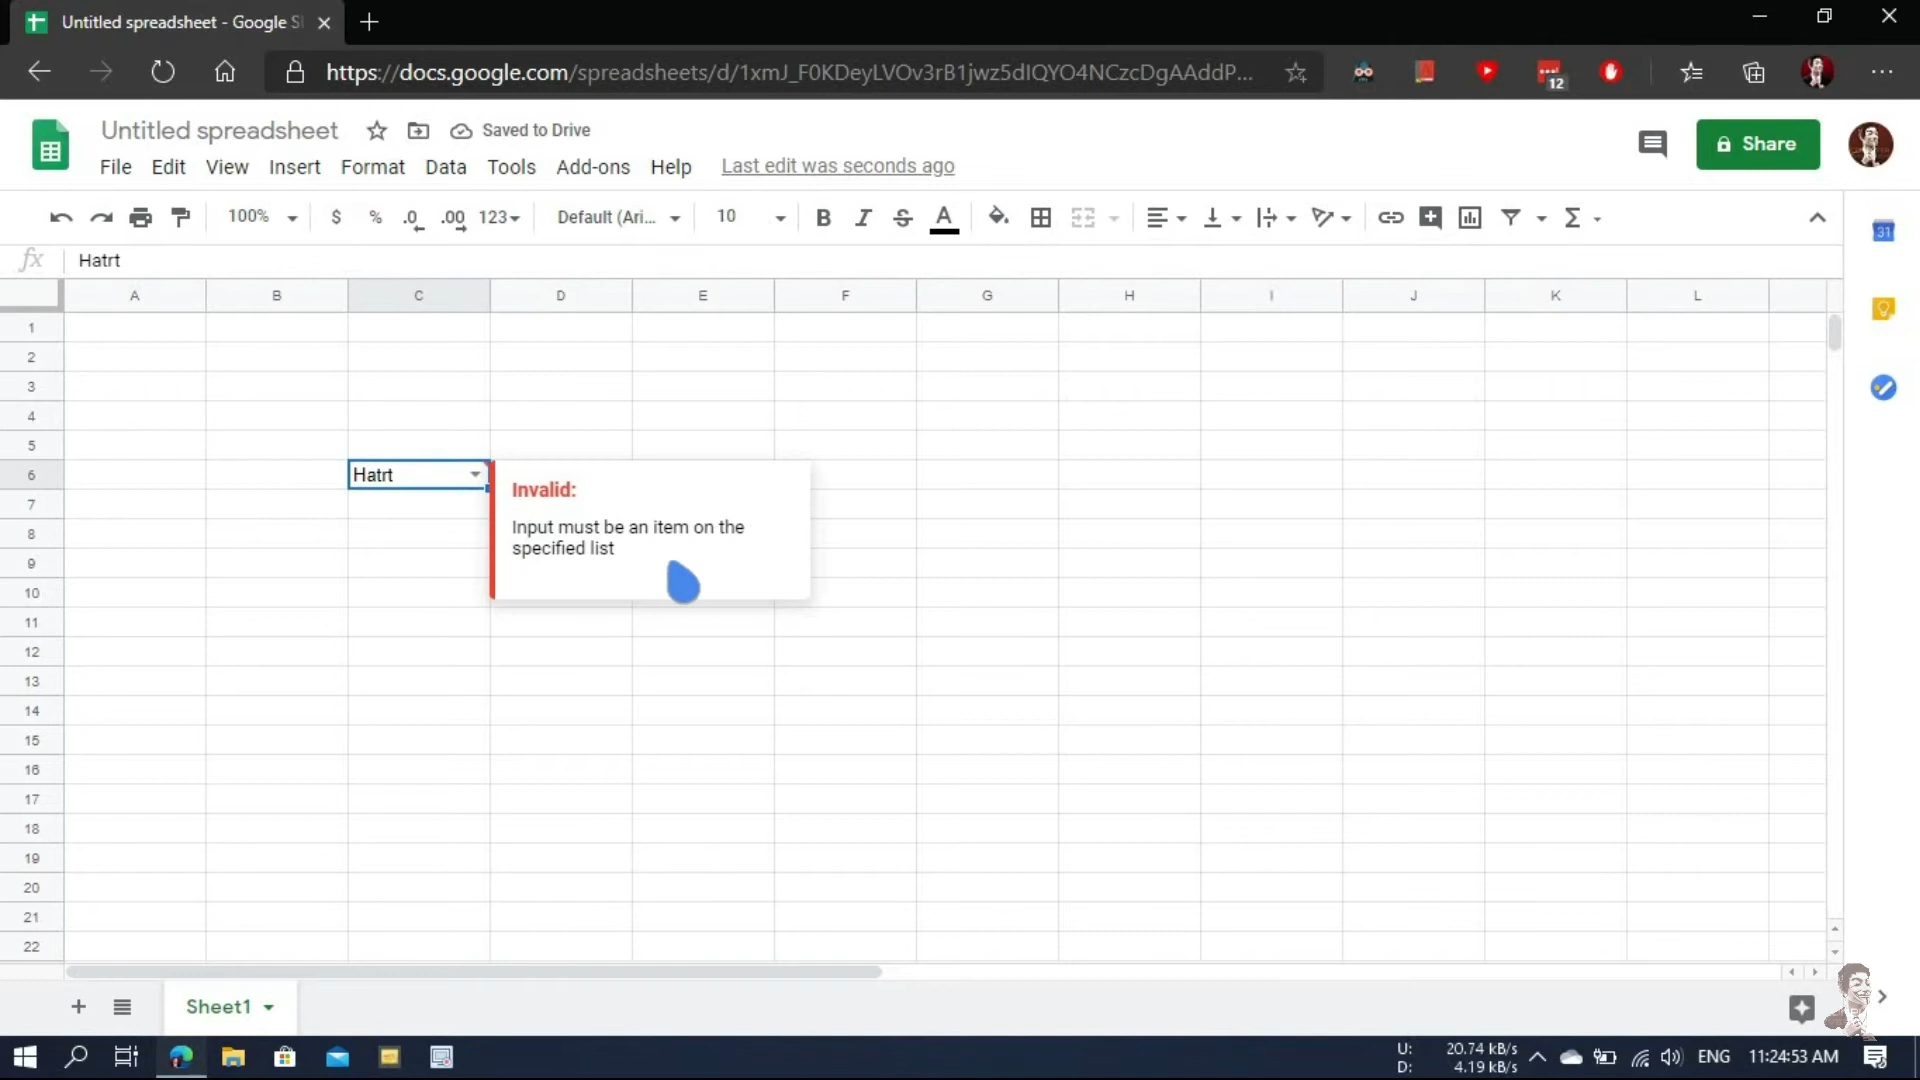 Untitled spreadsheet - Google S
https://docs.google.com/spreadsheets/d/1xmJ_F0KDeyLVOv3rB1jwz5dIQYO4NCzcDgAAddP...
12
Untitled spreadsheet
Saved to Drive
Share
File Edit View Insert Format Data Tools Add-ons Help Last edit was seconds ago
100% $ % .0 .00 123 Default (Ari... 10 B I S A
31
fx Hatrt
A B C D E F G H I J K L
1
2
3
4
5
6 Hatrt
Invalid:
Input must be an item on the
specified list
7
8
9
10
11
12
13
14
15
16
17
18
19
20
21
22
Sheet1
U: 20.74 kB/s
D: 4.19 kB/s
ENG 11:24:53 AM